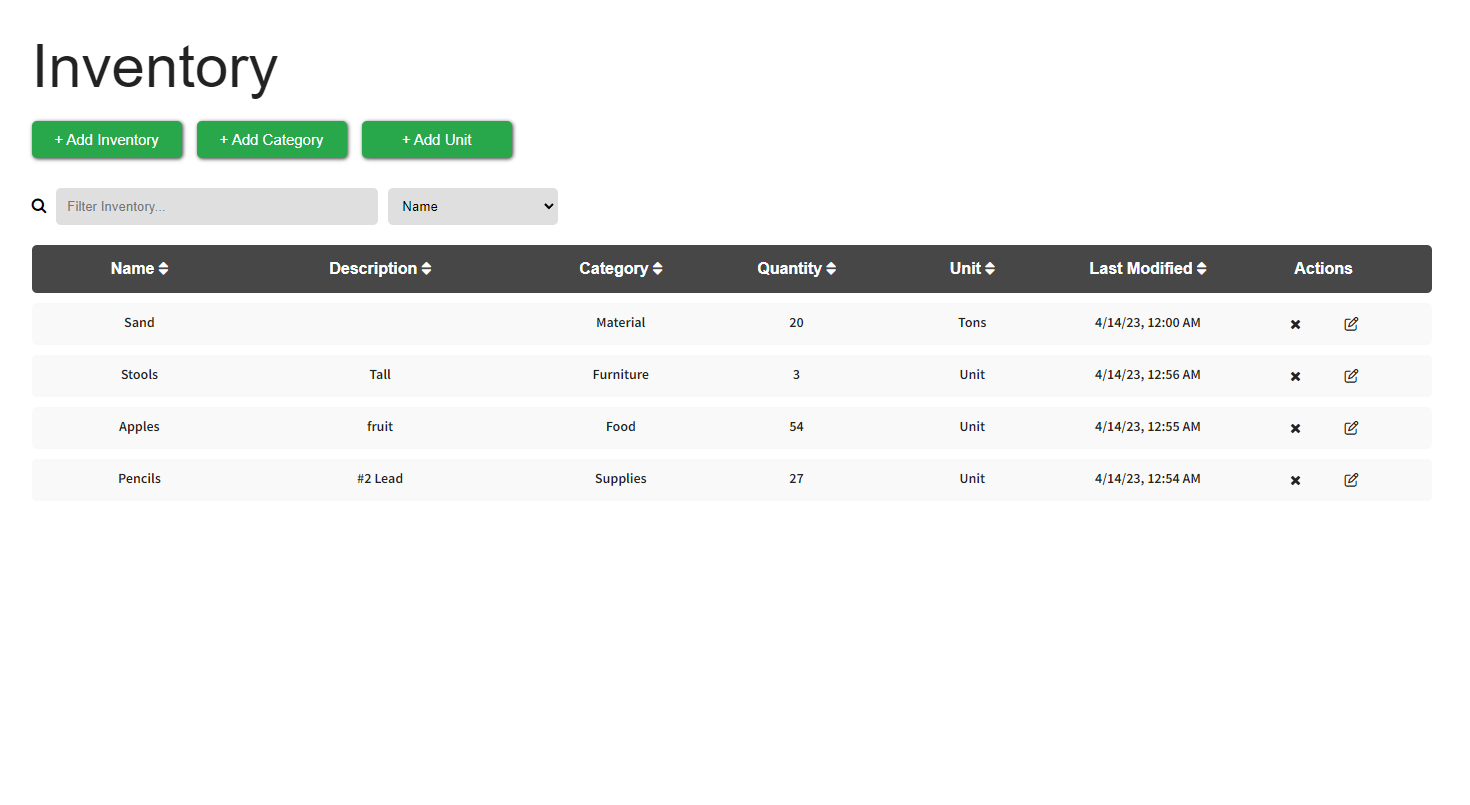 Inventory
+ Add Inventory + Add Category + Add Unit
Filter Inventory... Name
Name Description Category Quantity Unit Last Modified Actions
Sand Material 20 Tons 4/14/23, 12:00 AM
Stools Tall Furniture 3 Unit 4/14/23, 12:56 AM
Apples fruit Food 54 Unit 4/14/23, 12:55 AM
Pencils #2 Lead Supplies 27 Unit 4/14/23, 12:54 AM